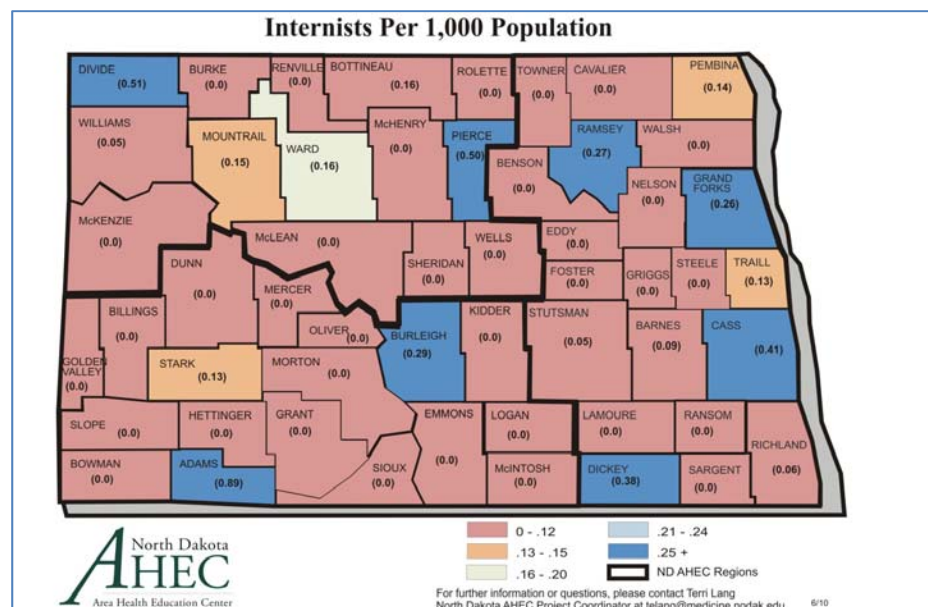 Internists Per 1,000 Population
DIVIDE
(0.51)
BURKE
(0.0)
RENVILLE
(0.0)
BOTTINEAU
(0.16)
ROLETTE
(0.0)
TOWNER
(0.0)
CAVALIER
(0.0)
PEMBINA
(0.14)
WILLIAMS
(0.05)
MOUNTRAIL
(0.15)
WARD
(0.16)
McHENRY
(0.0)
PIERCE
(0.50)
BENSON
(0.0)
RAMSEY
(0.27)
WALSH
(0.0)
NELSON
(0.0)
GRAND
FORKS
(0.26)
McKENZIE
(0.0)
DUNN
(0.0)
McLEAN
(0.0)
SHERIDAN
(0.0)
WELLS
(0.0)
EDDY
(0.0)
FOSTER
(0.0)
GRIGGS
(0.0)
STEELE
(0.0)
TRAILL
(0.13)
MERCER
(0.0)
OLIVER
(0.0)
BILLINGS
(0.0)
GOLDEN
VALLEY
(0.0)
STARK
(0.13)
MORTON
(0.0)
BURLEIGH
(0.29)
KIDDER
(0.0)
STUTSMAN
(0.05)
BARNES
(0.09)
CASS
(0.41)
SLOPE
(0.0)
HETTINGER
(0.0)
GRANT
(0.0)
EMMONS
(0.0)
LOGAN
(0.0)
LAMOURE
(0.0)
RANSOM
(0.0)
RICHLAND
(0.06)
BOWMAN
(0.0)
ADAMS
(0.89)
SIOUX
(0.0)
McINTOSH
(0.0)
DICKEY
(0.38)
SARGENT
(0.0)
North Dakota
AHEC
Area Health Education Center
0 - .12
.13 - .15
.16 - .20
.21 - .24
.25 +
ND AHEC Regions
For further information or questions, please contact Terri Lang
North Dakota AHEC Project Coordinator at telang@medicine.nodak.edu
6/10